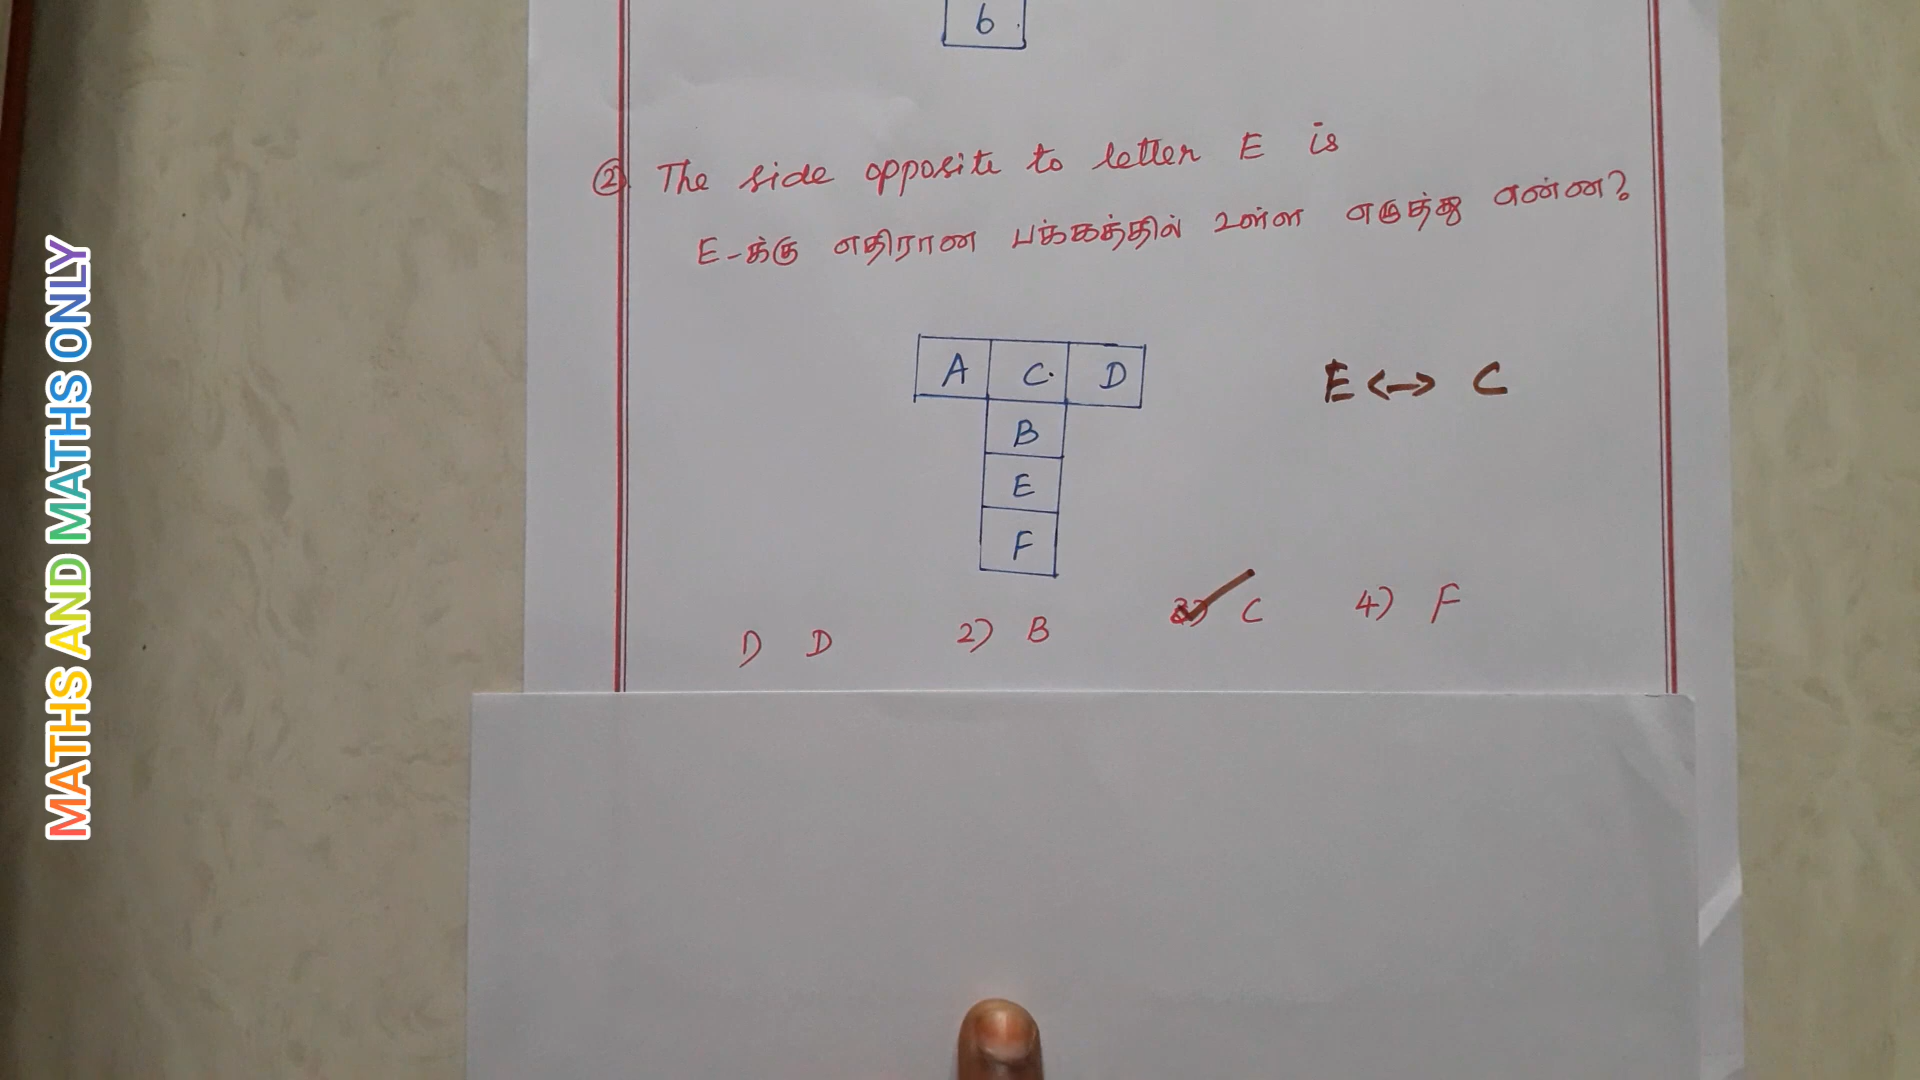 6
② The side opposite to letter E is
E-க்கு எதிரான பக்கத்தில் உள்ள எழுத்து என்ன?
A C D
E <-> C
B
E
F
1) D 2) B 3) C 4) F
MATHS AND MATHS ONLY